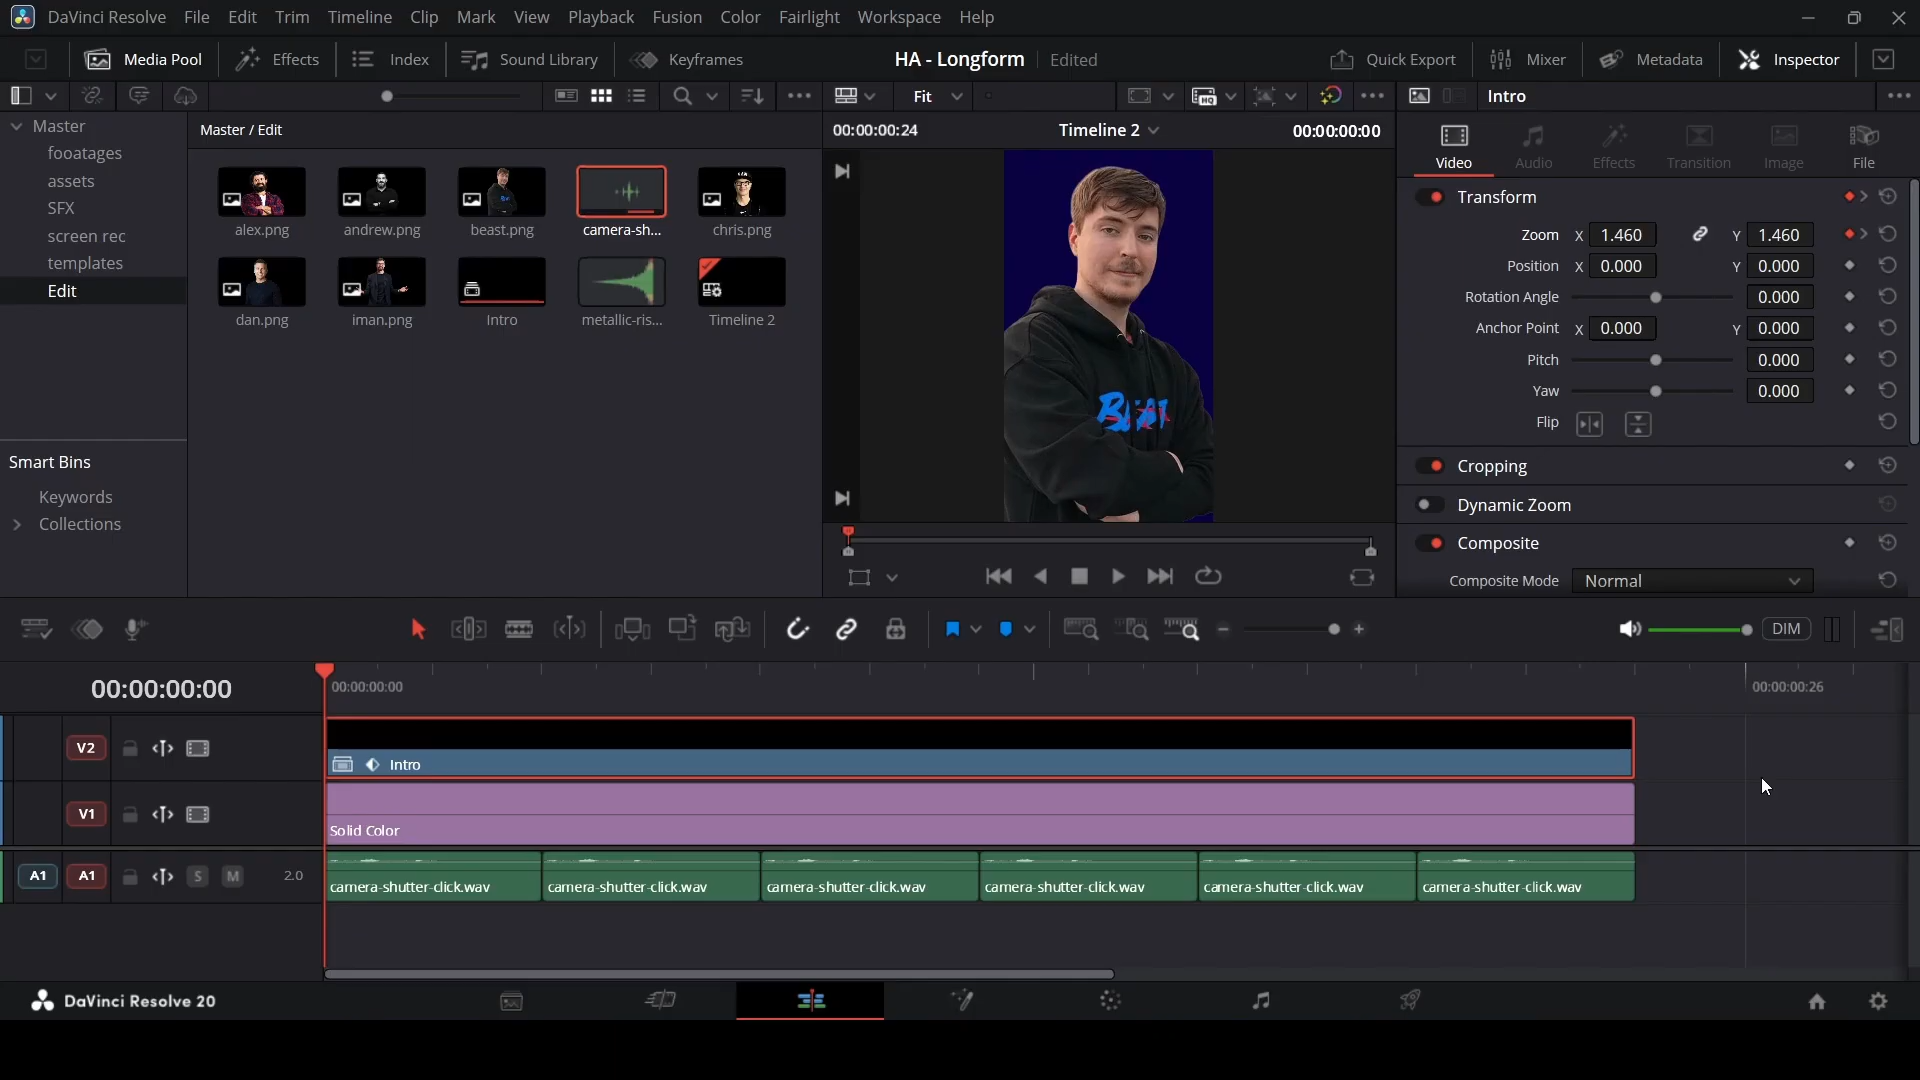 DaVinci Resolve File Edit Trim Timeline Clip Mark View Playback Fusion Color Fairlight Workspace Help
Media Pool Effects Index Sound Library Keyframes HA - Longform Edited Quick Export Mixer Metadata Inspector
Fit Intro
Master
fooatages
assets
SFX
screen rec
templates
Edit
Smart Bins
Keywords
Collections
Master / Edit
alex.png andrew.png beast.png camera-sh... chris.png
dan.png iman.png Intro metallic-ris... Timeline 2
00:00:00:24 Timeline 2 00:00:00:00
Video Audio Effects Transition Image File
Transform
Zoom X 1.460 Y 1.460
Position X 0.000 Y 0.000
Rotation Angle 0.000
Anchor Point X 0.000 Y 0.000
Pitch 0.000
Yaw 0.000
Flip
Cropping
Dynamic Zoom
Composite
Composite Mode Normal
DIM
00:00:00:00 00:00:00:00 00:00:00:26
V2 Intro
V1 Solid Color
A1 A1 S M 2.0 camera-shutter-click.wav camera-shutter-click.wav camera-shutter-click.wav camera-shutter-click.wav camera-shutter-click.wav camera-shutter-click.wav
DaVinci Resolve 20